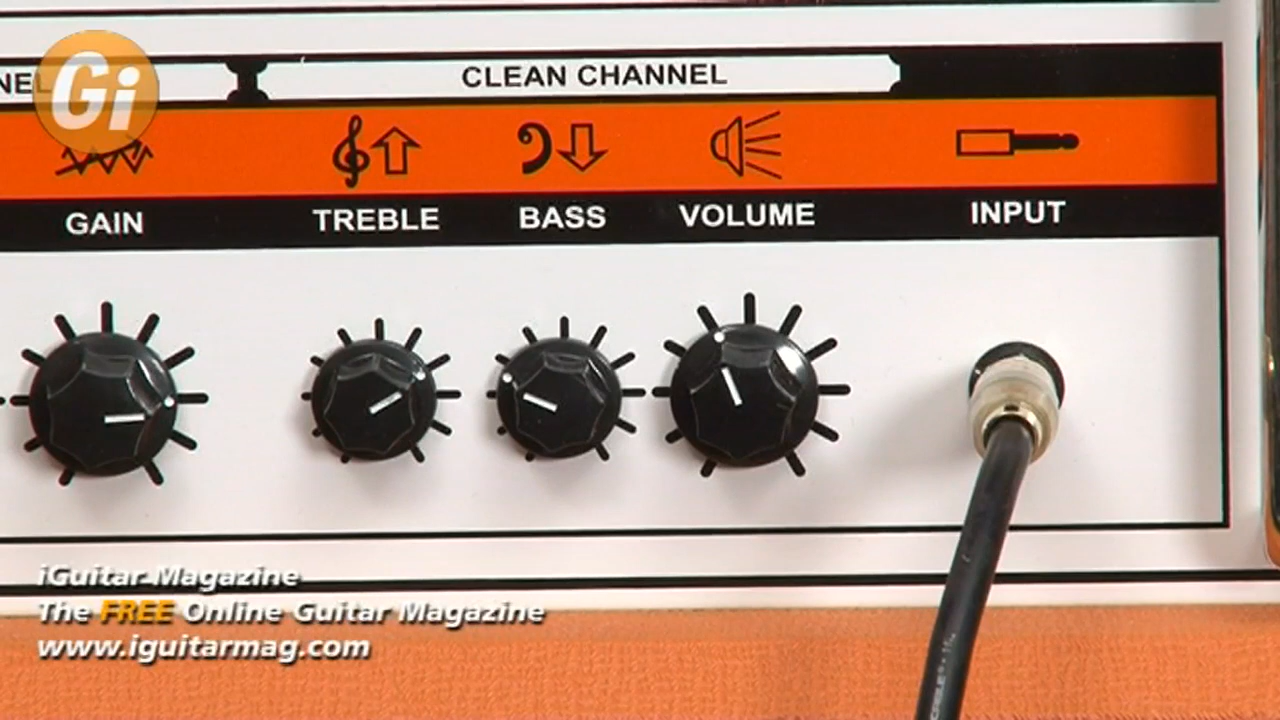 NEL
Gi
CLEAN CHANNEL
GAIN
TREBLE
BASS
VOLUME
INPUT
iGuitar Magazine
The FREE Online Guitar Magazine
www.iguitarmag.com